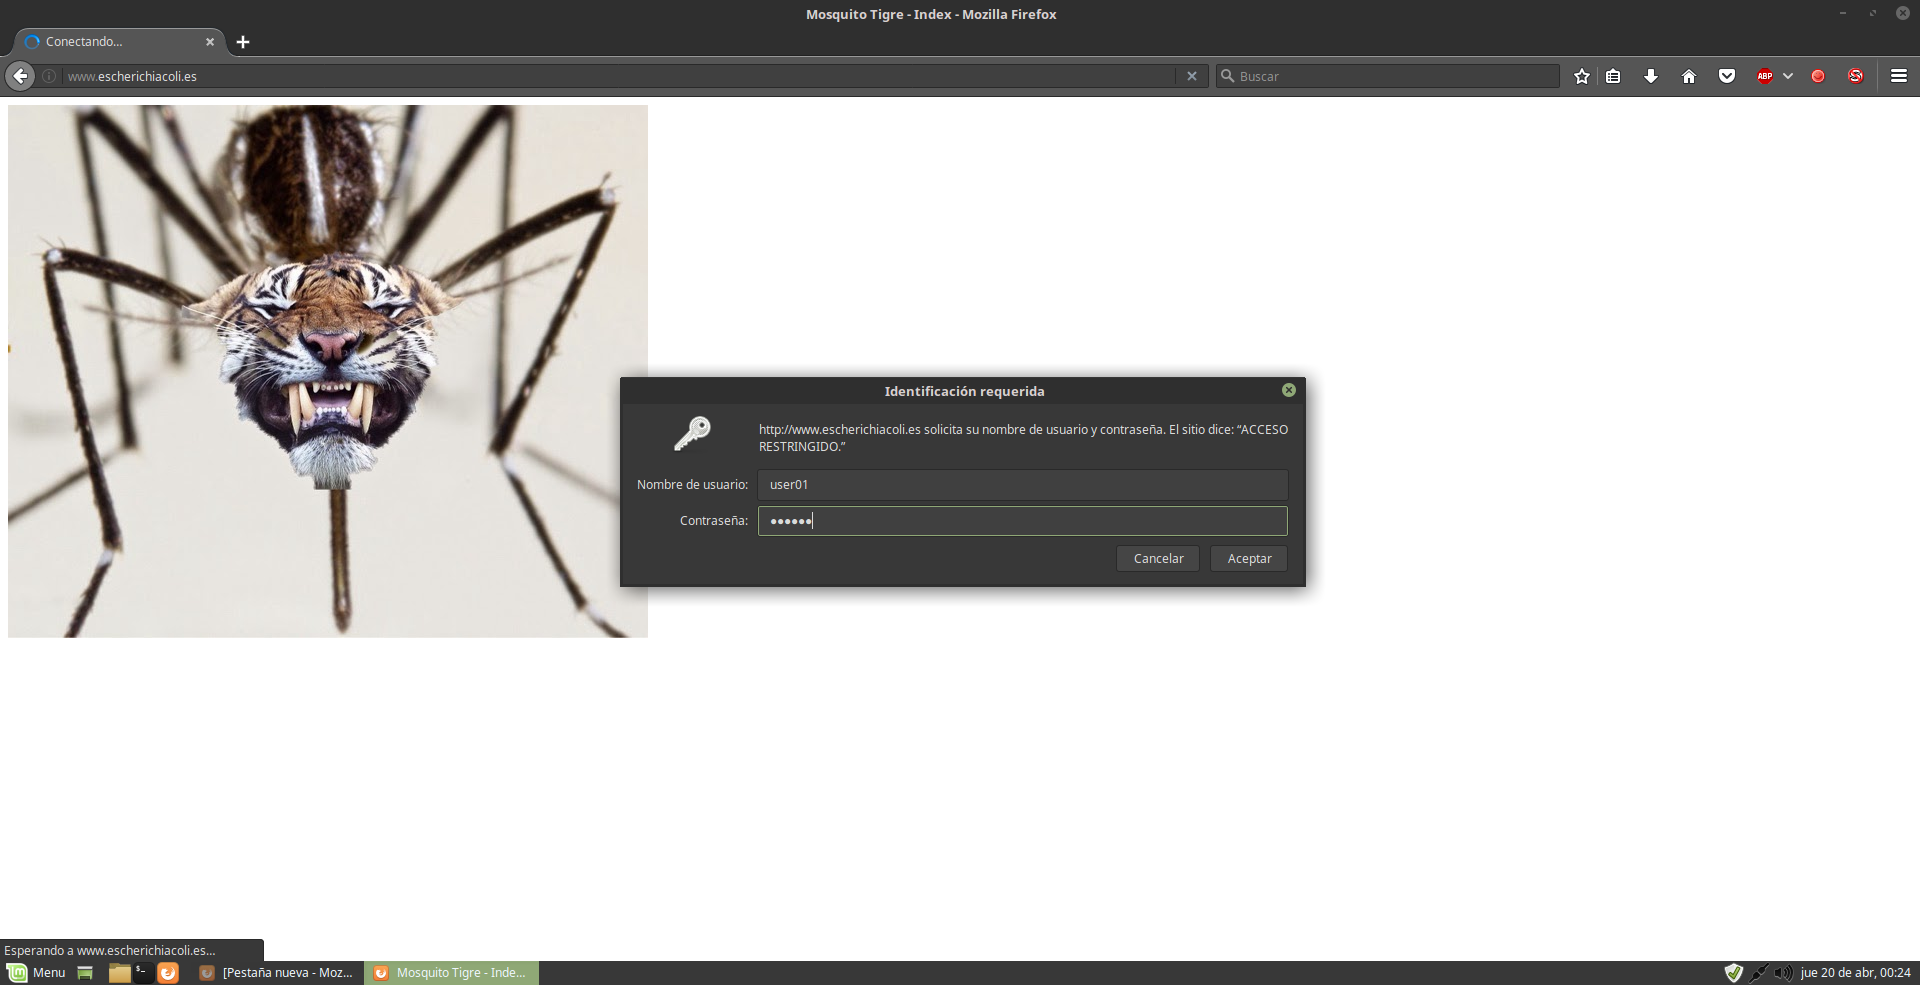 Mosquito Tigre - Index - Mozilla Firefox
Conectando...
www.escherichiacoli.es
Buscar
ABP
Identificación requerida
http://www.escherichiacoli.es solicita su nombre de usuario y contraseña. El sitio dice: “ACCESO
RESTRINGIDO.”
Nombre de usuario: user01
Contraseña: ●●●●●●
Cancelar Aceptar
Esperando a www.escherichiacoli.es...
Menu [Pestaña nueva - Moz... Mosquito Tigre - Inde... jue 20 de abr, 00:24